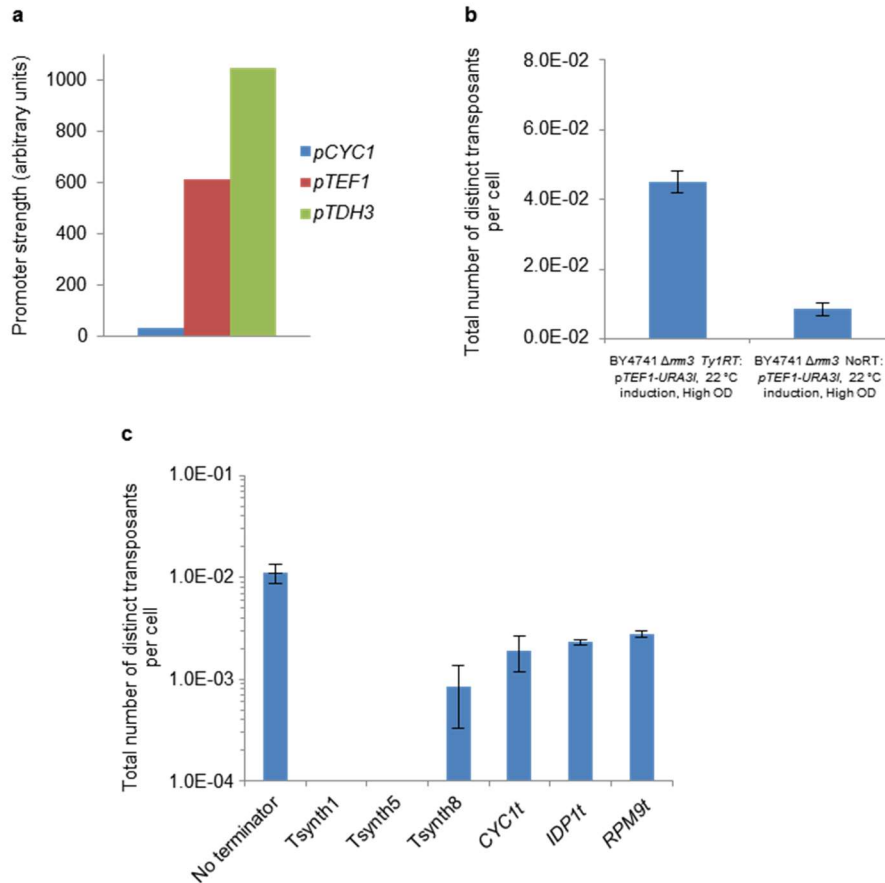 a
Promoter strength (arbitrary units)
1000
800
600
400
200
0
pCYC1
pTEF1
pTDH3
b
Total number of distinct transposants
per cell
8.0E-02
6.0E-02
4.0E-02
2.0E-02
0.0E-02
BY4741 Δrrm3 Ty1RT:
pTEF1-URA3I, 22 °C
induction, High OD
BY4741 Δrrm3 NoRT:
pTEF1-URA3I, 22 °C
induction, High OD
c
Total number of distinct transposants
per cell
1.0E-01
1.0E-02
1.0E-03
1.0E-04
No terminator
Tsynth1
Tsynth5
Tsynth8
CYC1t
IDP1t
RPM9t